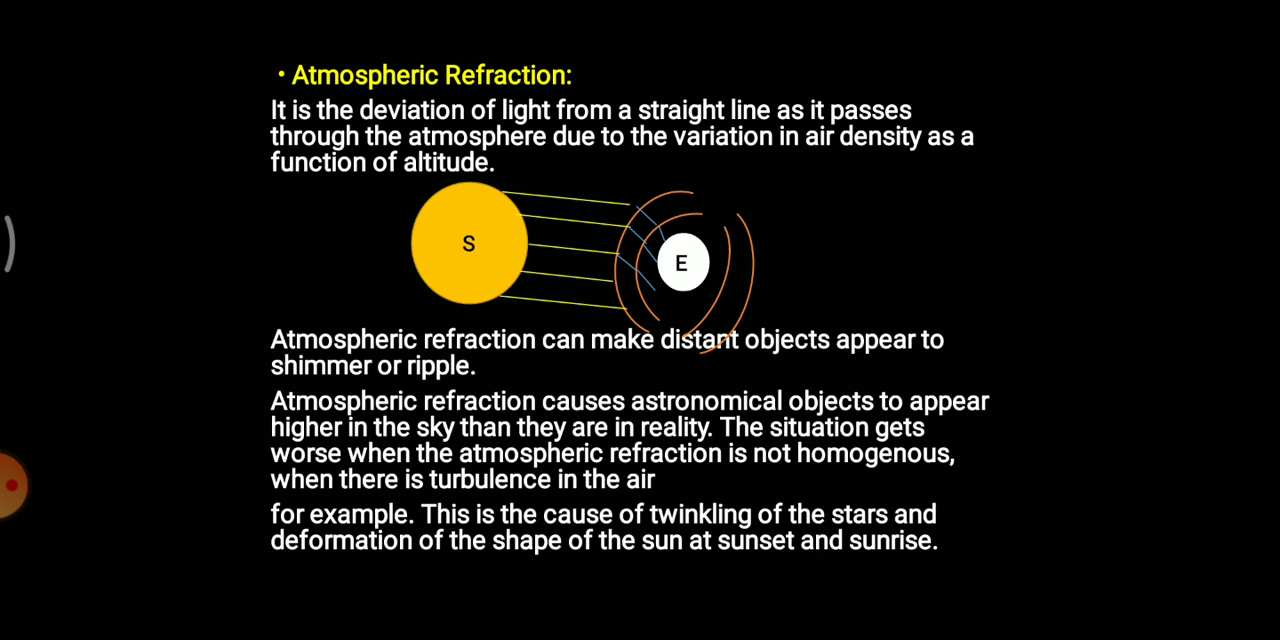 • Atmospheric Refraction:
It is the deviation of light from a straight line as it passes
through the atmosphere due to the variation in air density as a
function of altitude.
S
E
Atmospheric refraction can make distant objects appear to
shimmer or ripple.
Atmospheric refraction causes astronomical objects to appear
higher in the sky than they are in reality. The situation gets
worse when the atmospheric refraction is not homogenous,
when there is turbulence in the air
for example. This is the cause of twinkling of the stars and
deformation of the shape of the sun at sunset and sunrise.